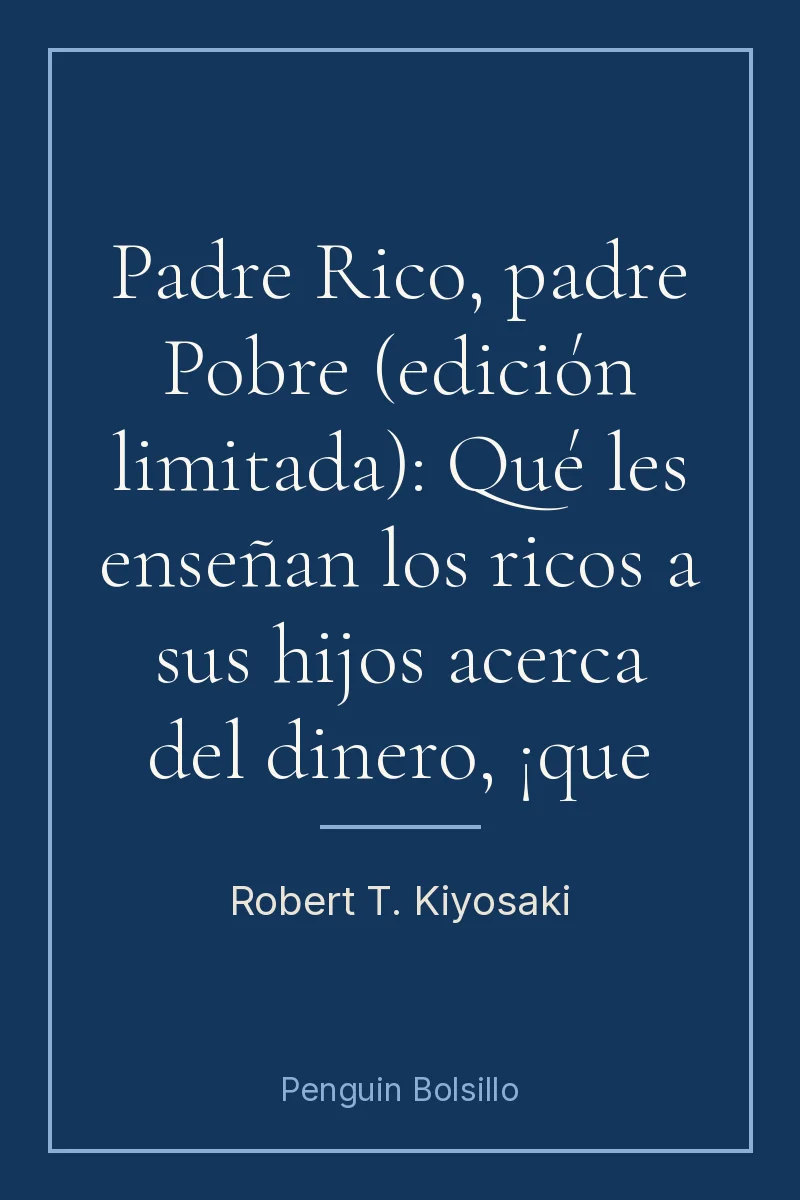 Padre Rico, padre
Pobre (edición
limitada): Qué les
enseñan los ricos a
sus hijos acerca
del dinero, ¡que
Robert T. Kiyosaki
Penguin Bolsillo